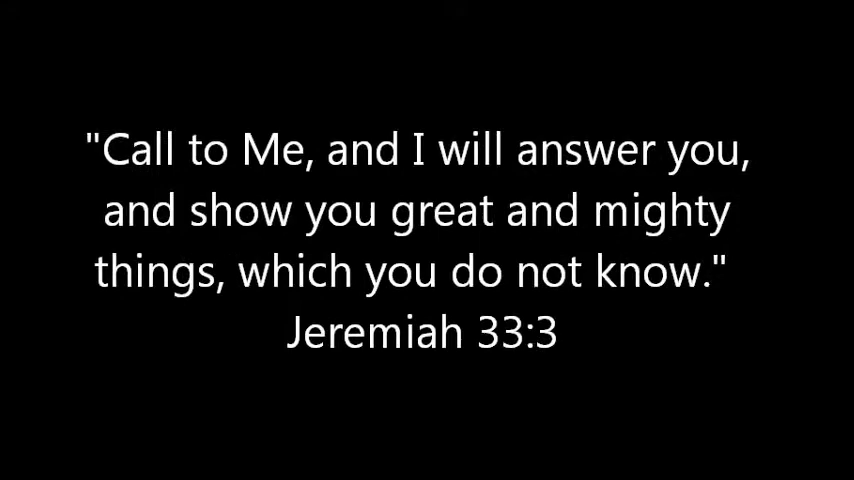 "Call to Me, and I will answer you,
and show you great and mighty
things, which you do not know."
Jeremiah 33:3